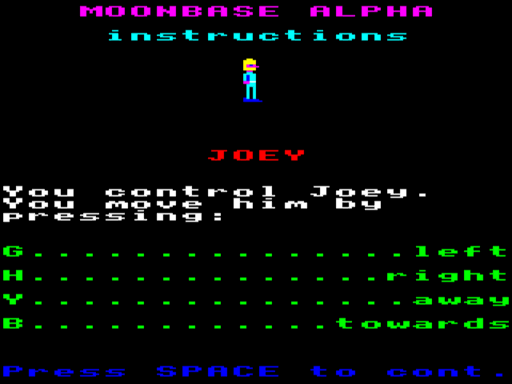 MOONBASE ALPHA
instructions
JOEY
You control Joey.
You move him by
pressing:
G...............left
H..............right
Y...............away
B............towards
Press SPACE to cont.